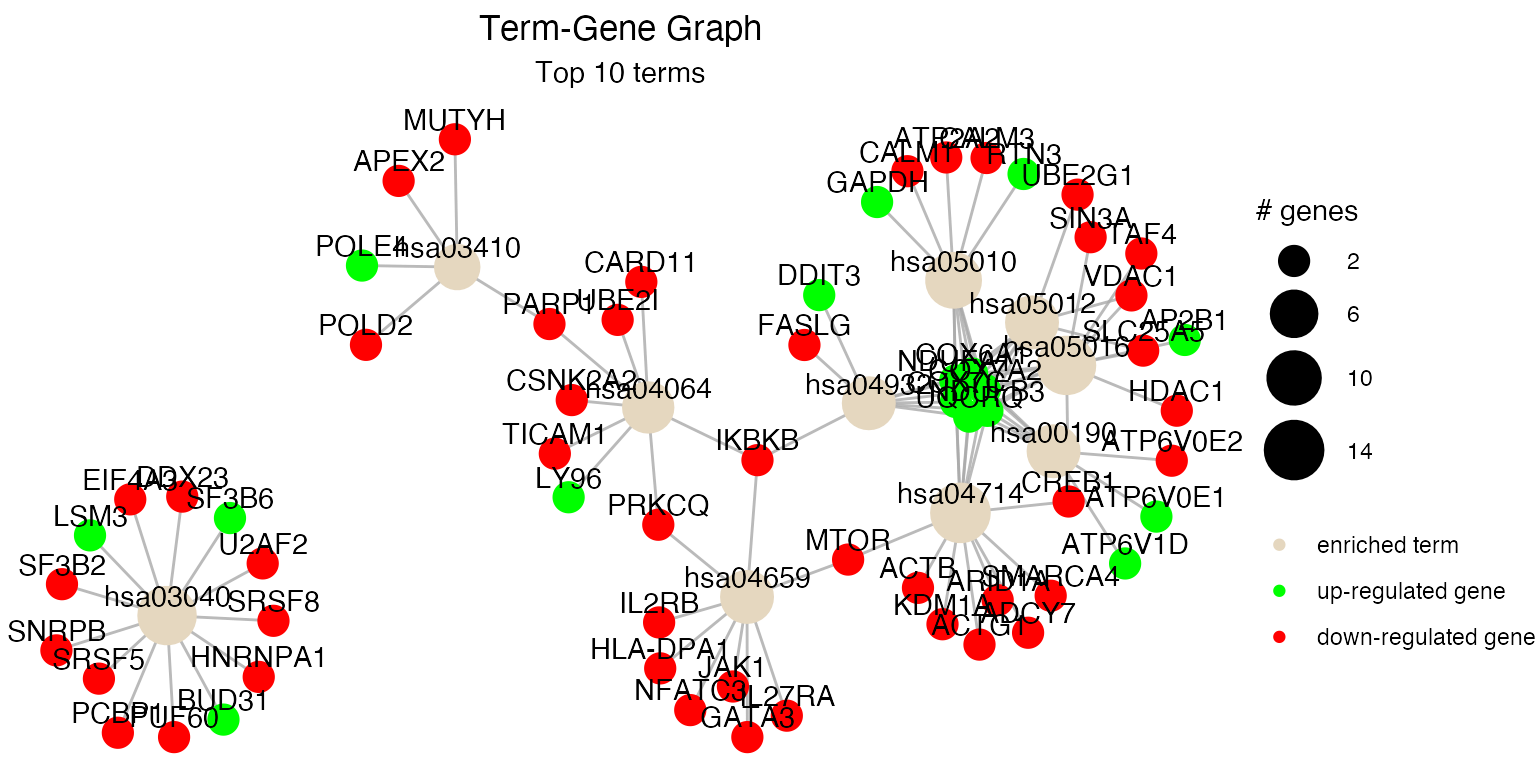 Term-Gene Graph
Top 10 terms
MUTYH
APEX2
POLE4
hsa03410
POLD2
PARP1
CARD11
UBE2I
CSNK2A2
hsa04064
TICAM1
LY96
IKBKB
PRKCQ
DDIT3
FASLG
hsa04932
GAPDH
CALM1
ATP2A2
CALM3
RTN3
UBE2G1
hsa05010
SIN3A
TAF4
VDAC1
hsa05012
SLC25A5
AP2B1
hsa05016
COX6A1
UQCRQ
HDAC1
hsa00190
ATP6V0E2
CREB1
ATP6V0E1
ATP6V1D
hsa04714
MTOR
ACTB
ARID1A
SMARCA4
KDM1A
ACTG1
ADCY7
hsa04659
IL2RB
HLA-DPA1
JAK1
NFATC3
IL27RA
GATA3
EIF4A3
DDX23
SF3B6
LSM3
U2AF2
SF3B2
hsa03040
SRSF8
SNRPB
SRSF5
HNRNPA1
BUD31
PCBP1
PUF60
# genes
2
6
10
14
enriched term
up-regulated gene
down-regulated gene